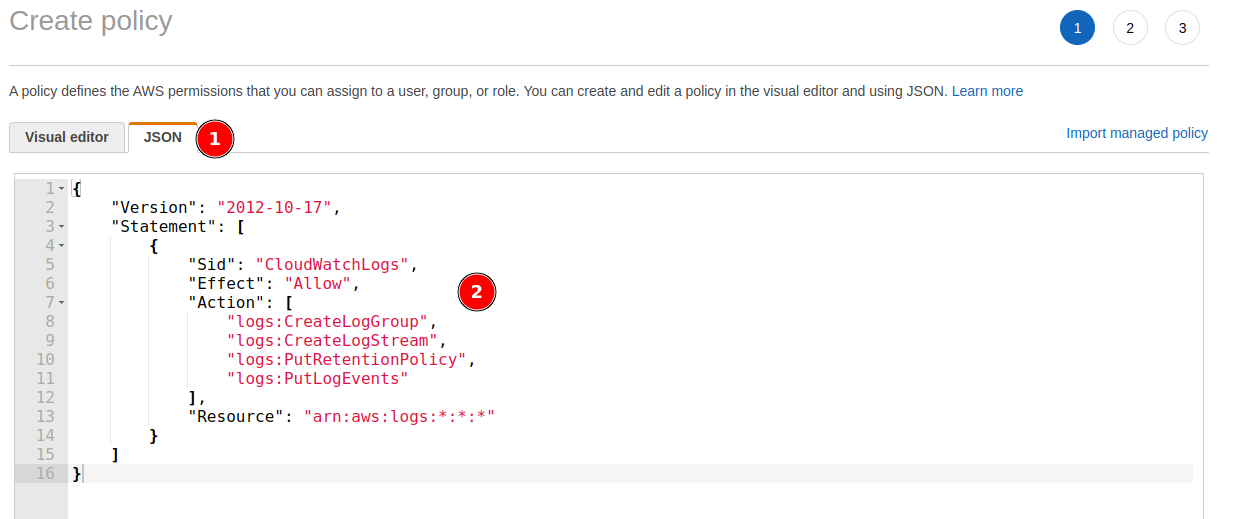 Create policy
1 2 3
A policy defines the AWS permissions that you can assign to a user, group, or role. You can create and edit a policy in the visual editor and using JSON. Learn more
Visual editor JSON 1 Import managed policy
1 {
2 "Version": "2012-10-17",
3 "Statement": [
4 {
5 "Sid": "CloudWatchLogs",
6 "Effect": "Allow",
2
7 "Action": [
8 "logs:CreateLogGroup",
9 "logs:CreateLogStream",
10 "logs:PutRetentionPolicy",
11 "logs:PutLogEvents"
12 ],
13 "Resource": "arn:aws:logs:*:*:*"
14 }
15 ]
16 }